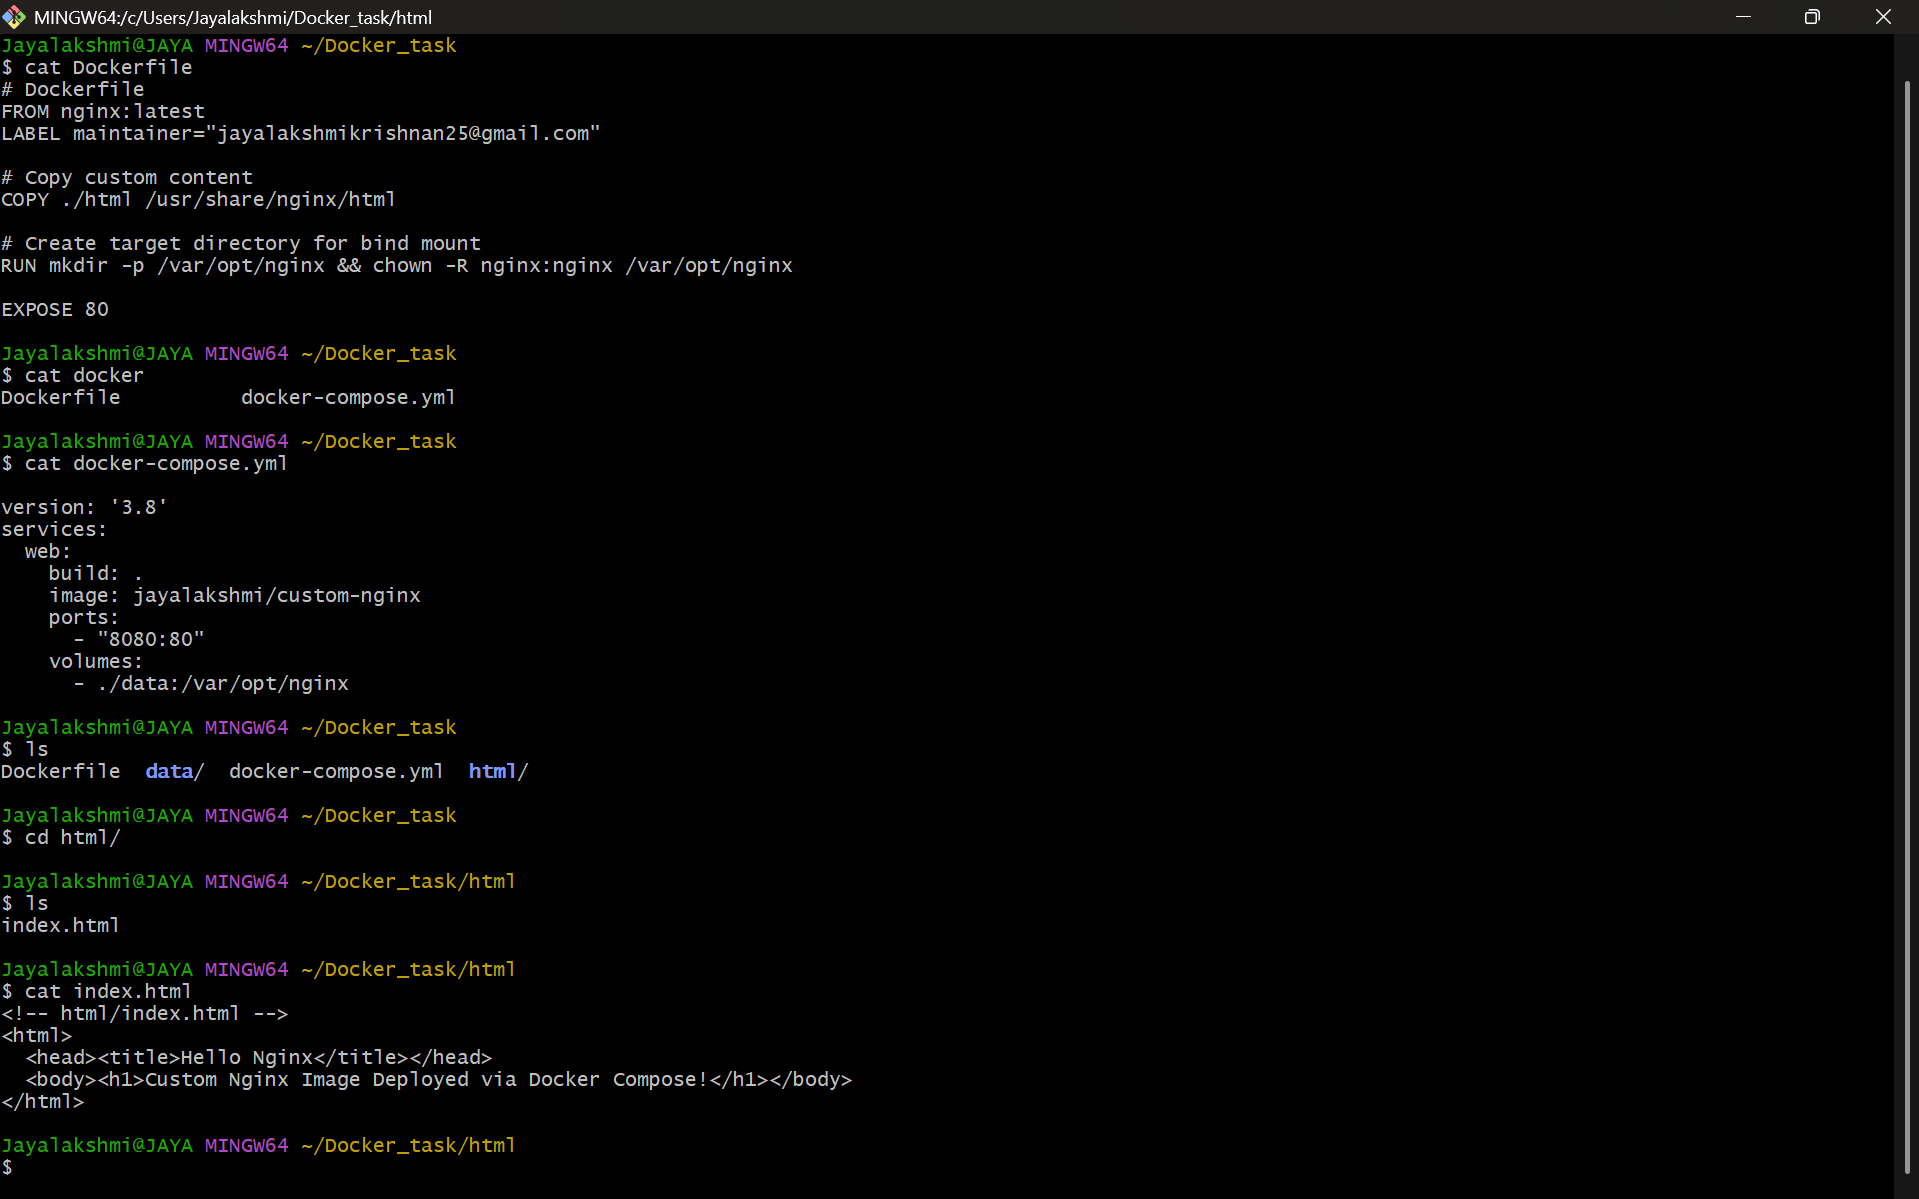 MINGW64:/c/Users/Jayalakshmi/Docker_task/html
Jayalakshmi@JAYA MINGW64 ~/Docker_task
$ cat Dockerfile
# Dockerfile
FROM nginx:latest
LABEL maintainer="jayalakshmikrishnan25@gmail.com"

# Copy custom content
COPY ./html /usr/share/nginx/html

# Create target directory for bind mount
RUN mkdir -p /var/opt/nginx && chown -R nginx:nginx /var/opt/nginx

EXPOSE 80

Jayalakshmi@JAYA MINGW64 ~/Docker_task
$ cat docker
Dockerfile          docker-compose.yml

Jayalakshmi@JAYA MINGW64 ~/Docker_task
$ cat docker-compose.yml

version: '3.8'
services:
  web:
    build: .
    image: jayalakshmi/custom-nginx
    ports:
      - "8080:80"
    volumes:
      - ./data:/var/opt/nginx

Jayalakshmi@JAYA MINGW64 ~/Docker_task
$ ls
Dockerfile  data/  docker-compose.yml  html/

Jayalakshmi@JAYA MINGW64 ~/Docker_task
$ cd html/

Jayalakshmi@JAYA MINGW64 ~/Docker_task/html
$ ls
index.html

Jayalakshmi@JAYA MINGW64 ~/Docker_task/html
$ cat index.html
<!-- html/index.html -->
<html>
  <head><title>Hello Nginx</title></head>
  <body><h1>Custom Nginx Image Deployed via Docker Compose!</h1></body>
</html>

Jayalakshmi@JAYA MINGW64 ~/Docker_task/html
$